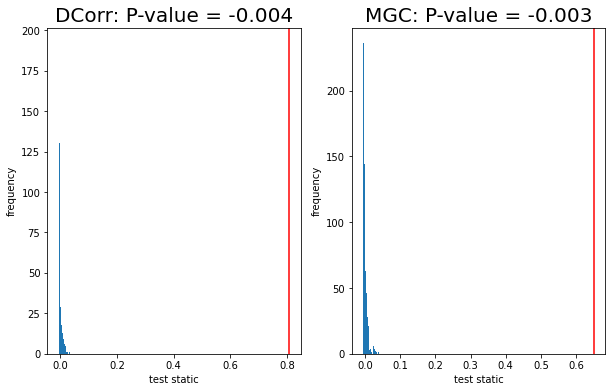 DCorr: P-value = -0.004
MGC: P-value = -0.003
frequency
200
175
150
125
100
75
50
25
0
0.0 0.2 0.4 0.6 0.8
test static
frequency
200
150
100
50
0
0.0 0.1 0.2 0.3 0.4 0.5 0.6
test static